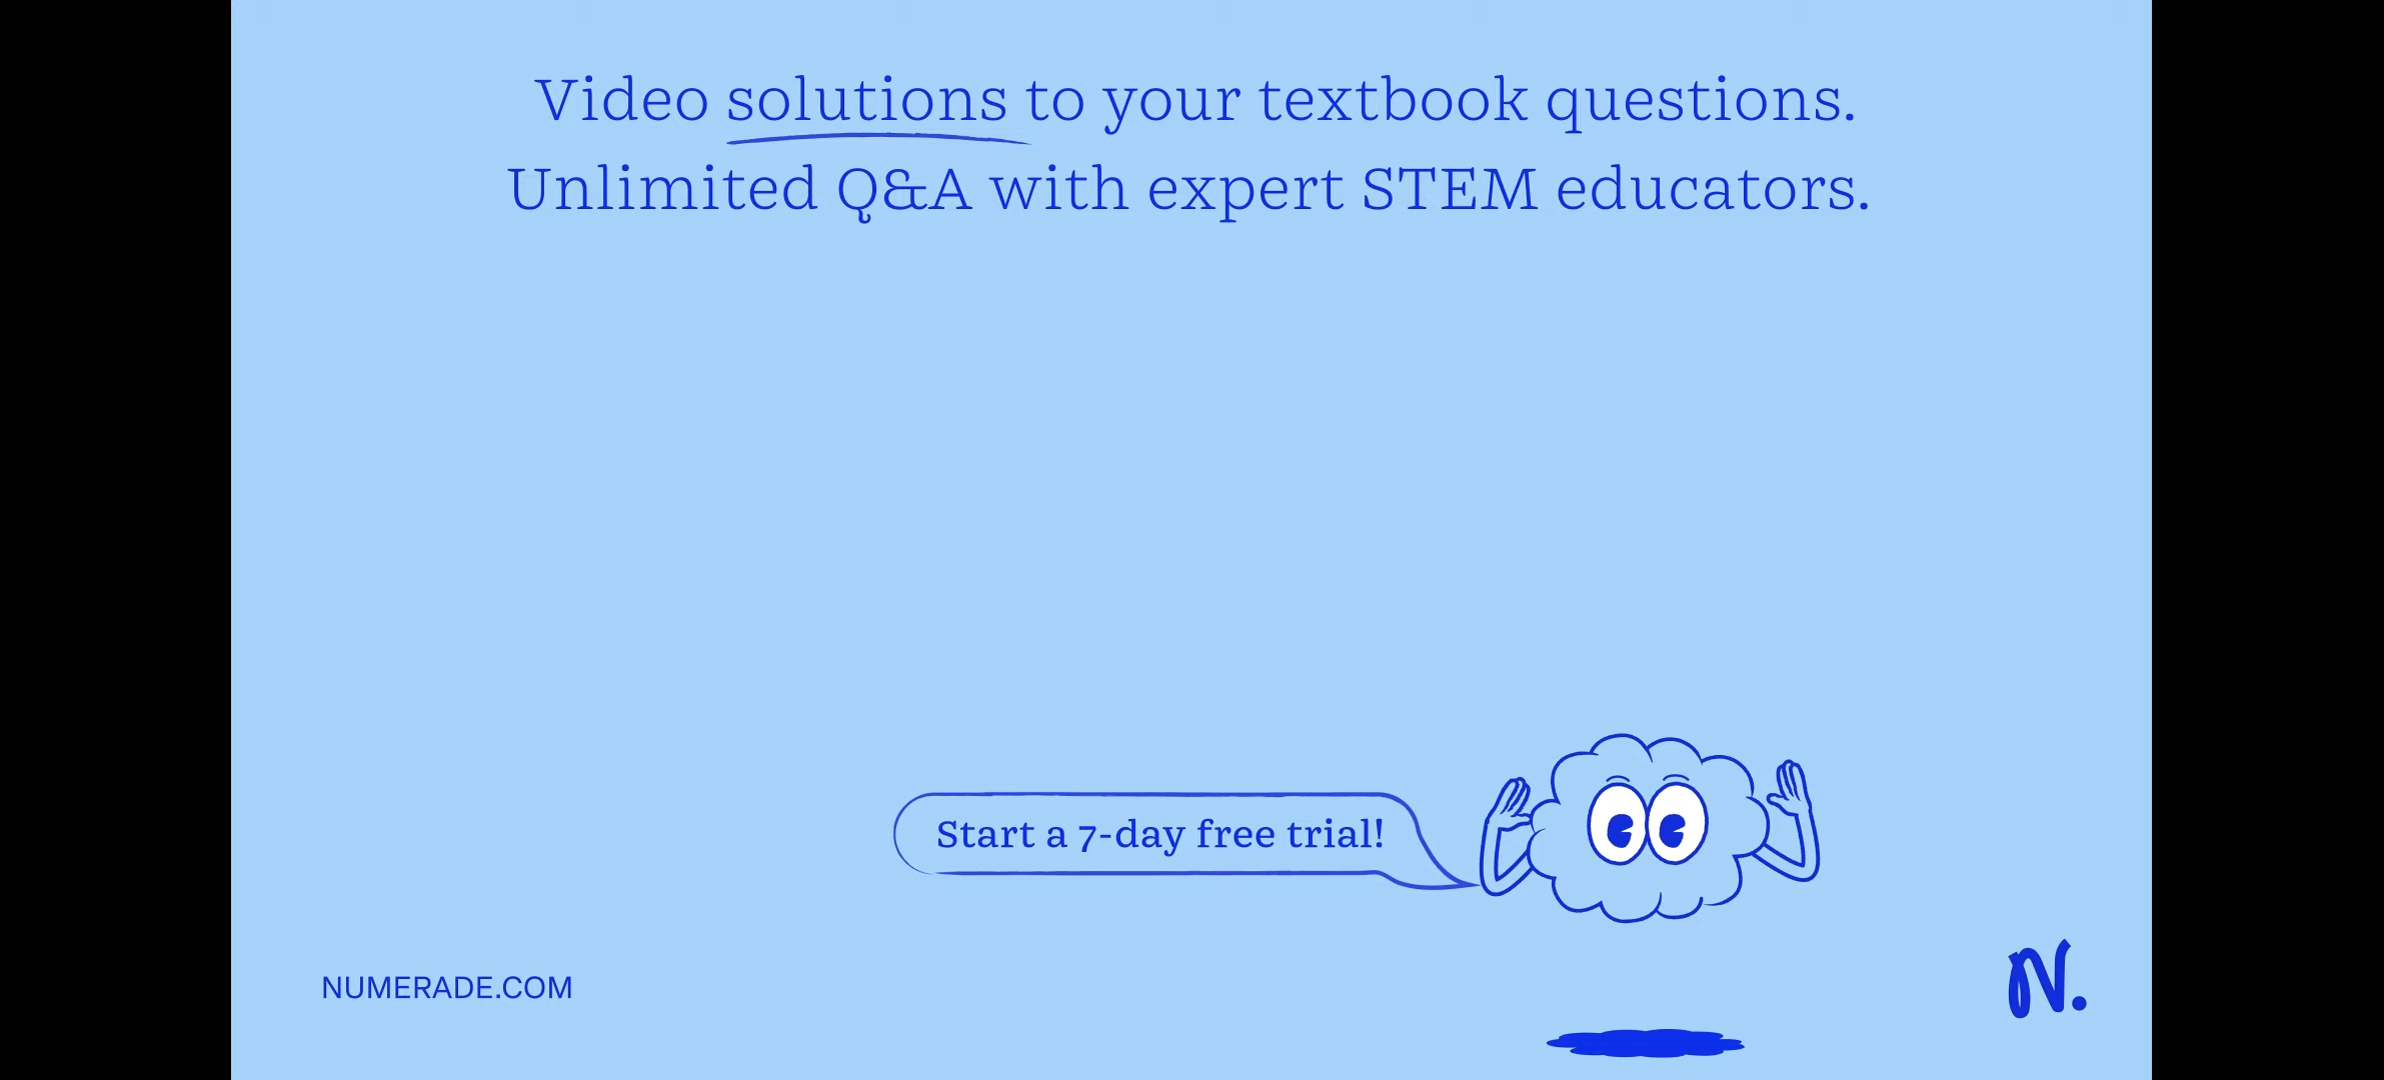 Video solutions to your textbook questions.
Unlimited Q&A with expert STEM educators.
Start a 7-day free trial!
NUMERADE.COM
N.